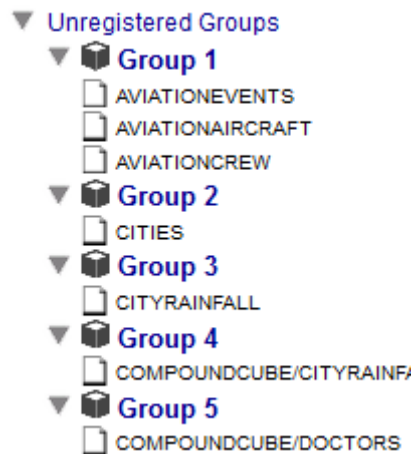 Unregistered Groups
Group 1
AVIATIONEVENTS
AVIATIONAIRCRAFT
AVIATIONCREW
Group 2
CITIES
Group 3
CITYRAINFALL
Group 4
COMPOUNDCUBE/CITYRAINFA
Group 5
COMPOUNDCUBE/DOCTORS